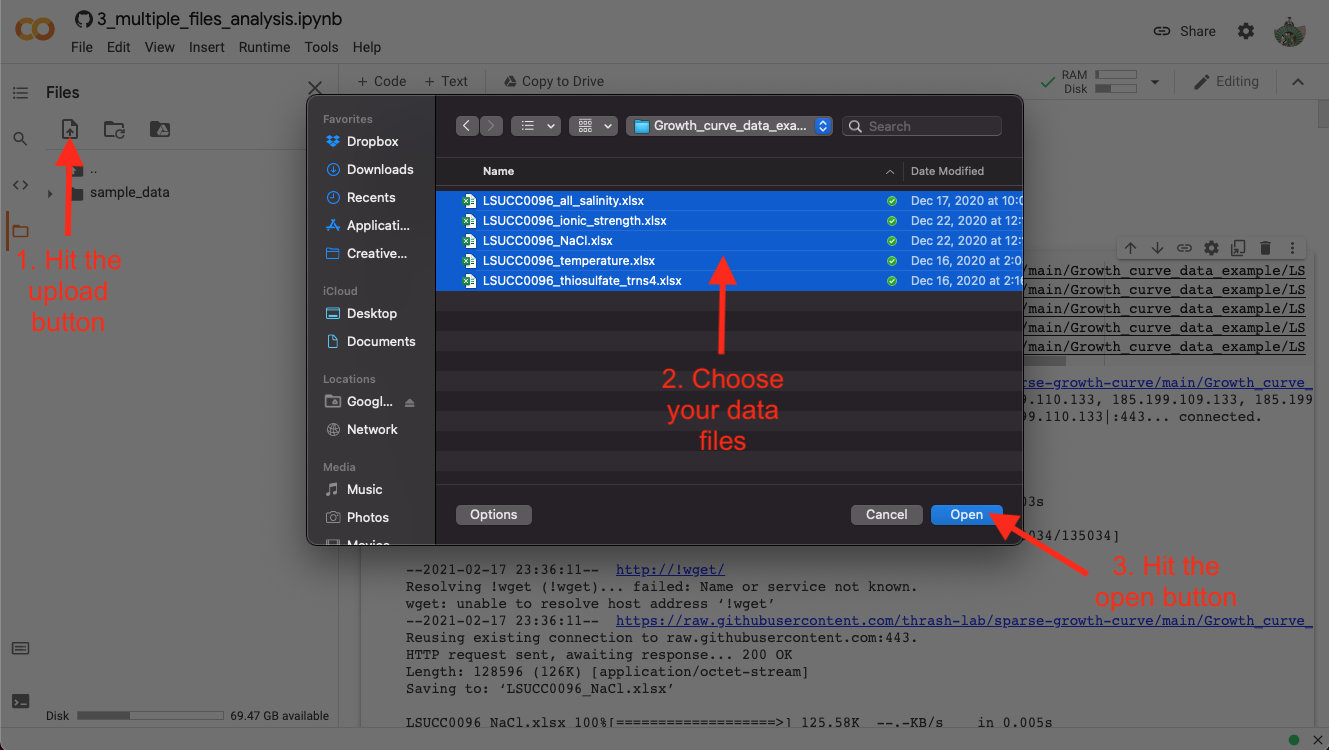 3_multiple_files_analysis.ipynb
File Edit View Insert Runtime Tools Help
Share
Files
+ Code + Text Copy to Drive
RAM
Disk
Editing
..
sample_data
1. Hit the
upload
button
Favorites
Dropbox
Downloads
Recents
Applicati...
Creative...
iCloud
Desktop
Documents
Locations
Googl...
Network
Media
Music
Photos
Movies
Growth_curve_data_exa...
Search
Name Date Modified
LSUCC0096_all_salinity.xlsx Dec 17, 2020 at 10:0
LSUCC0096_ionic_strength.xlsx Dec 22, 2020 at 12:
LSUCC0096_NaCl.xlsx Dec 22, 2020 at 12:
LSUCC0096_temperature.xlsx Dec 16, 2020 at 2:0
LSUCC0096_thiosulfate_trns4.xlsx Dec 16, 2020 at 2:10
2. Choose
your data
files
Options
Cancel
Open
3. Hit the
open button
/main/Growth_curve_data_example/LS
/main/Growth_curve_data_example/LS
/main/Growth_curve_data_example/LS
/main/Growth_curve_data_example/LS
/main/Growth_curve_data_example/LS
rse-growth-curve/main/Growth_curve_
.110.133, 185.199.109.133, 185.199
.110.133|:443... connected.
03s
034/135034]
--2021-02-17 23:36:11-- http://!wget/
Resolving !wget (!wget)... failed: Name or service not known.
wget: unable to resolve host address ‘!wget’
--2021-02-17 23:36:11-- https://raw.githubusercontent.com/thrash-lab/sparse-growth-curve/main/Growth_curve_
Reusing existing connection to raw.githubusercontent.com:443.
HTTP request sent, awaiting response... 200 OK
Length: 128596 (126K) [application/octet-stream]
Saving to: ‘LSUCC0096_NaCl.xlsx’
LSUCC0096_NaCl.xlsx 100%[===================>] 125.58K --.-KB/s in 0.005s
Disk 69.47 GB available